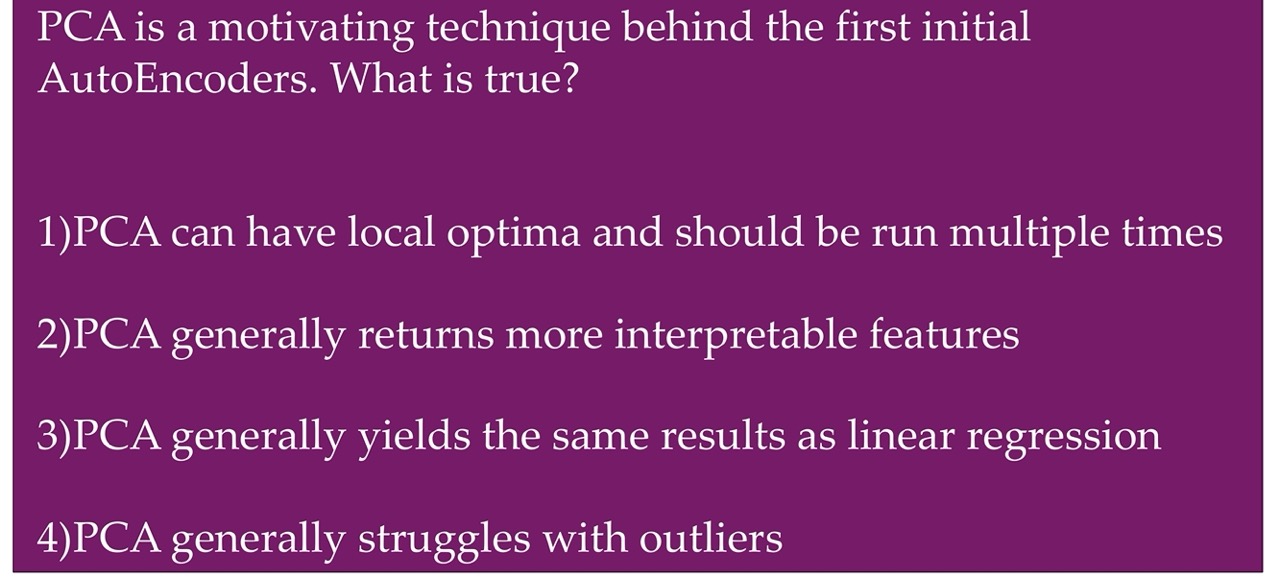 PCA is a motivating technique behind the first initial
AutoEncoders. What is true?
1)PCA can have local optima and should be run multiple times
2)PCA generally returns more interpretable features
3)PCA generally yields the same results as linear regression
4)PCA generally struggles with outliers